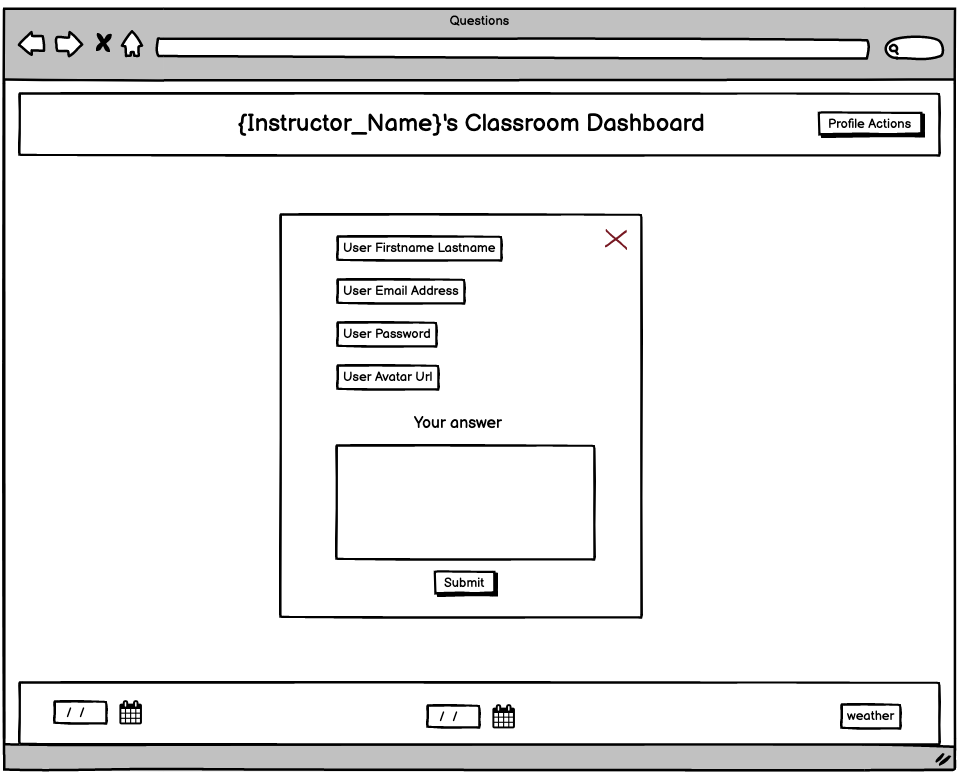 Questions
{Instructor_Name}'s Classroom Dashboard
Profile Actions
User Firstname Lastname
User Email Address
User Password
User Avatar Url
Your answer
Submit
/ /
/ /
weather